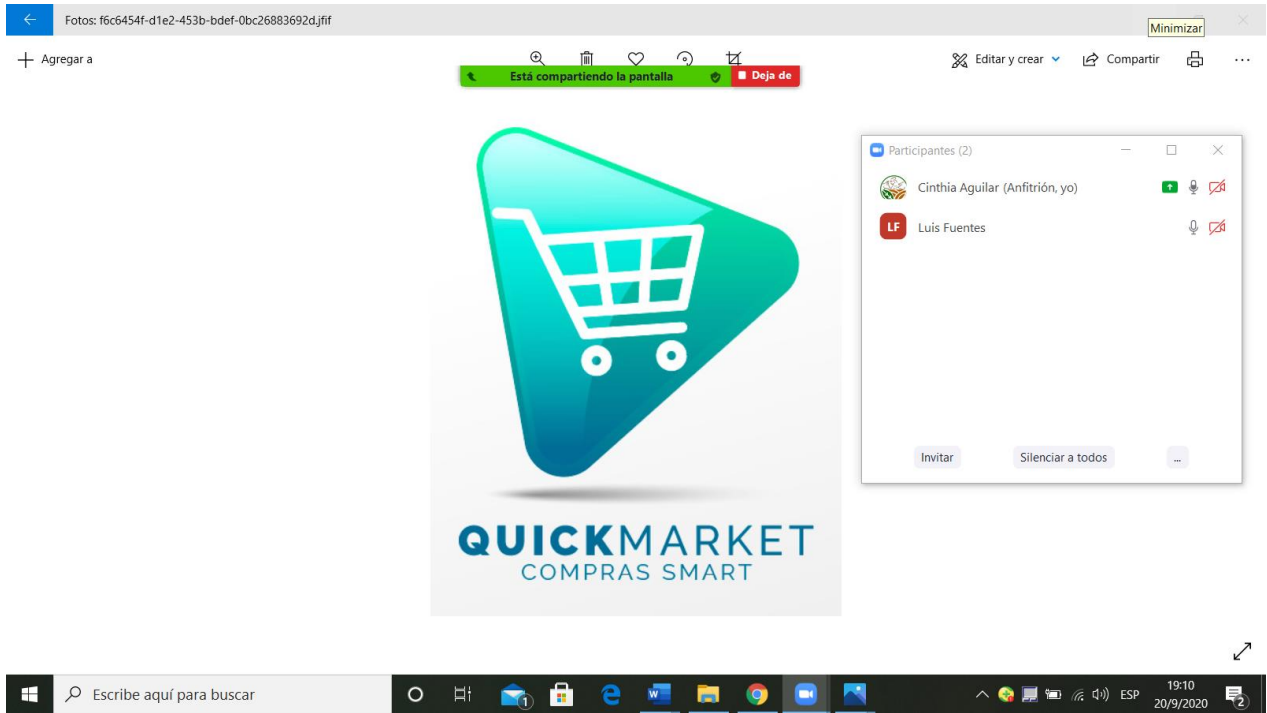 Fotos: f6c6454f-d1e2-453b-bdef-0bc26883692d.jfif
Minimizar
Agregar a
Editar y crear
Compartir
Está compartiendo la pantalla
Deja de
Participantes (2)
Cinthia Aguilar (Anfitrión, yo)
LF Luis Fuentes
Invitar
Silenciar a todos
...
QUICKMARKET
COMPRAS SMART
Escribe aquí para buscar
1
W
ESP
19:10
20/9/2020
2